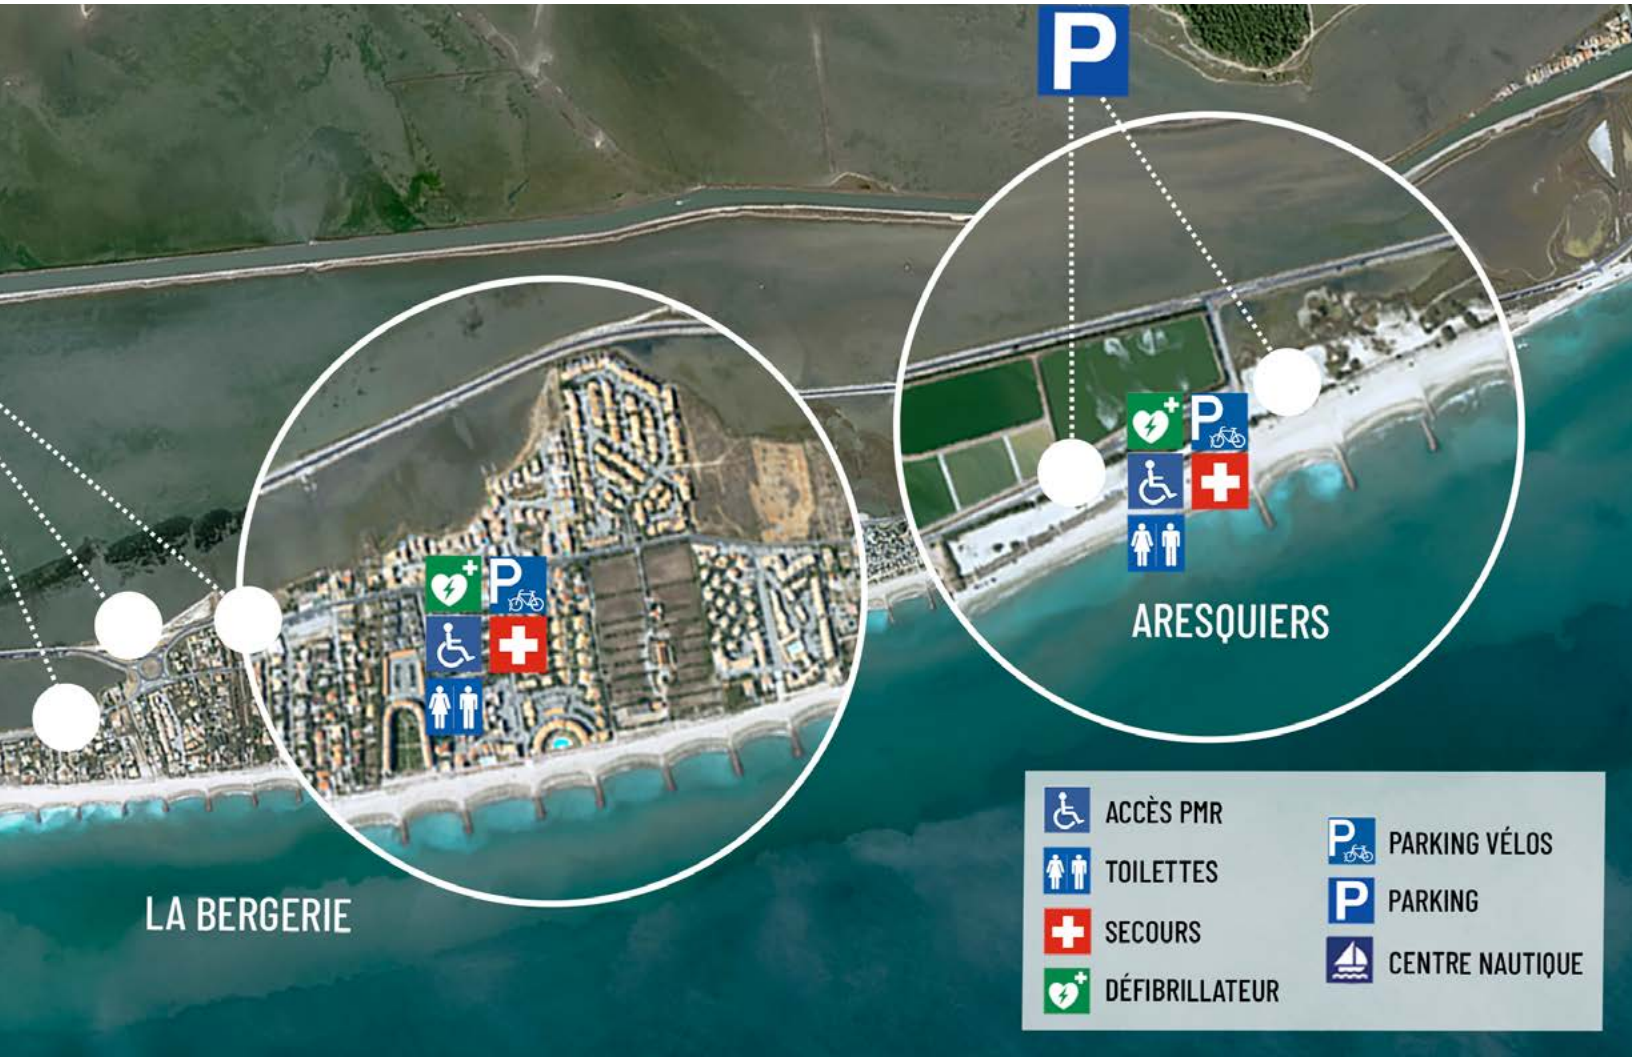 P
P
ARESQUIERS
P
LA BERGERIE
ACCÈS PMR
TOILETTES
SECOURS
DÉFIBRILLATEUR
P PARKING VÉLOS
P PARKING
CENTRE NAUTIQUE